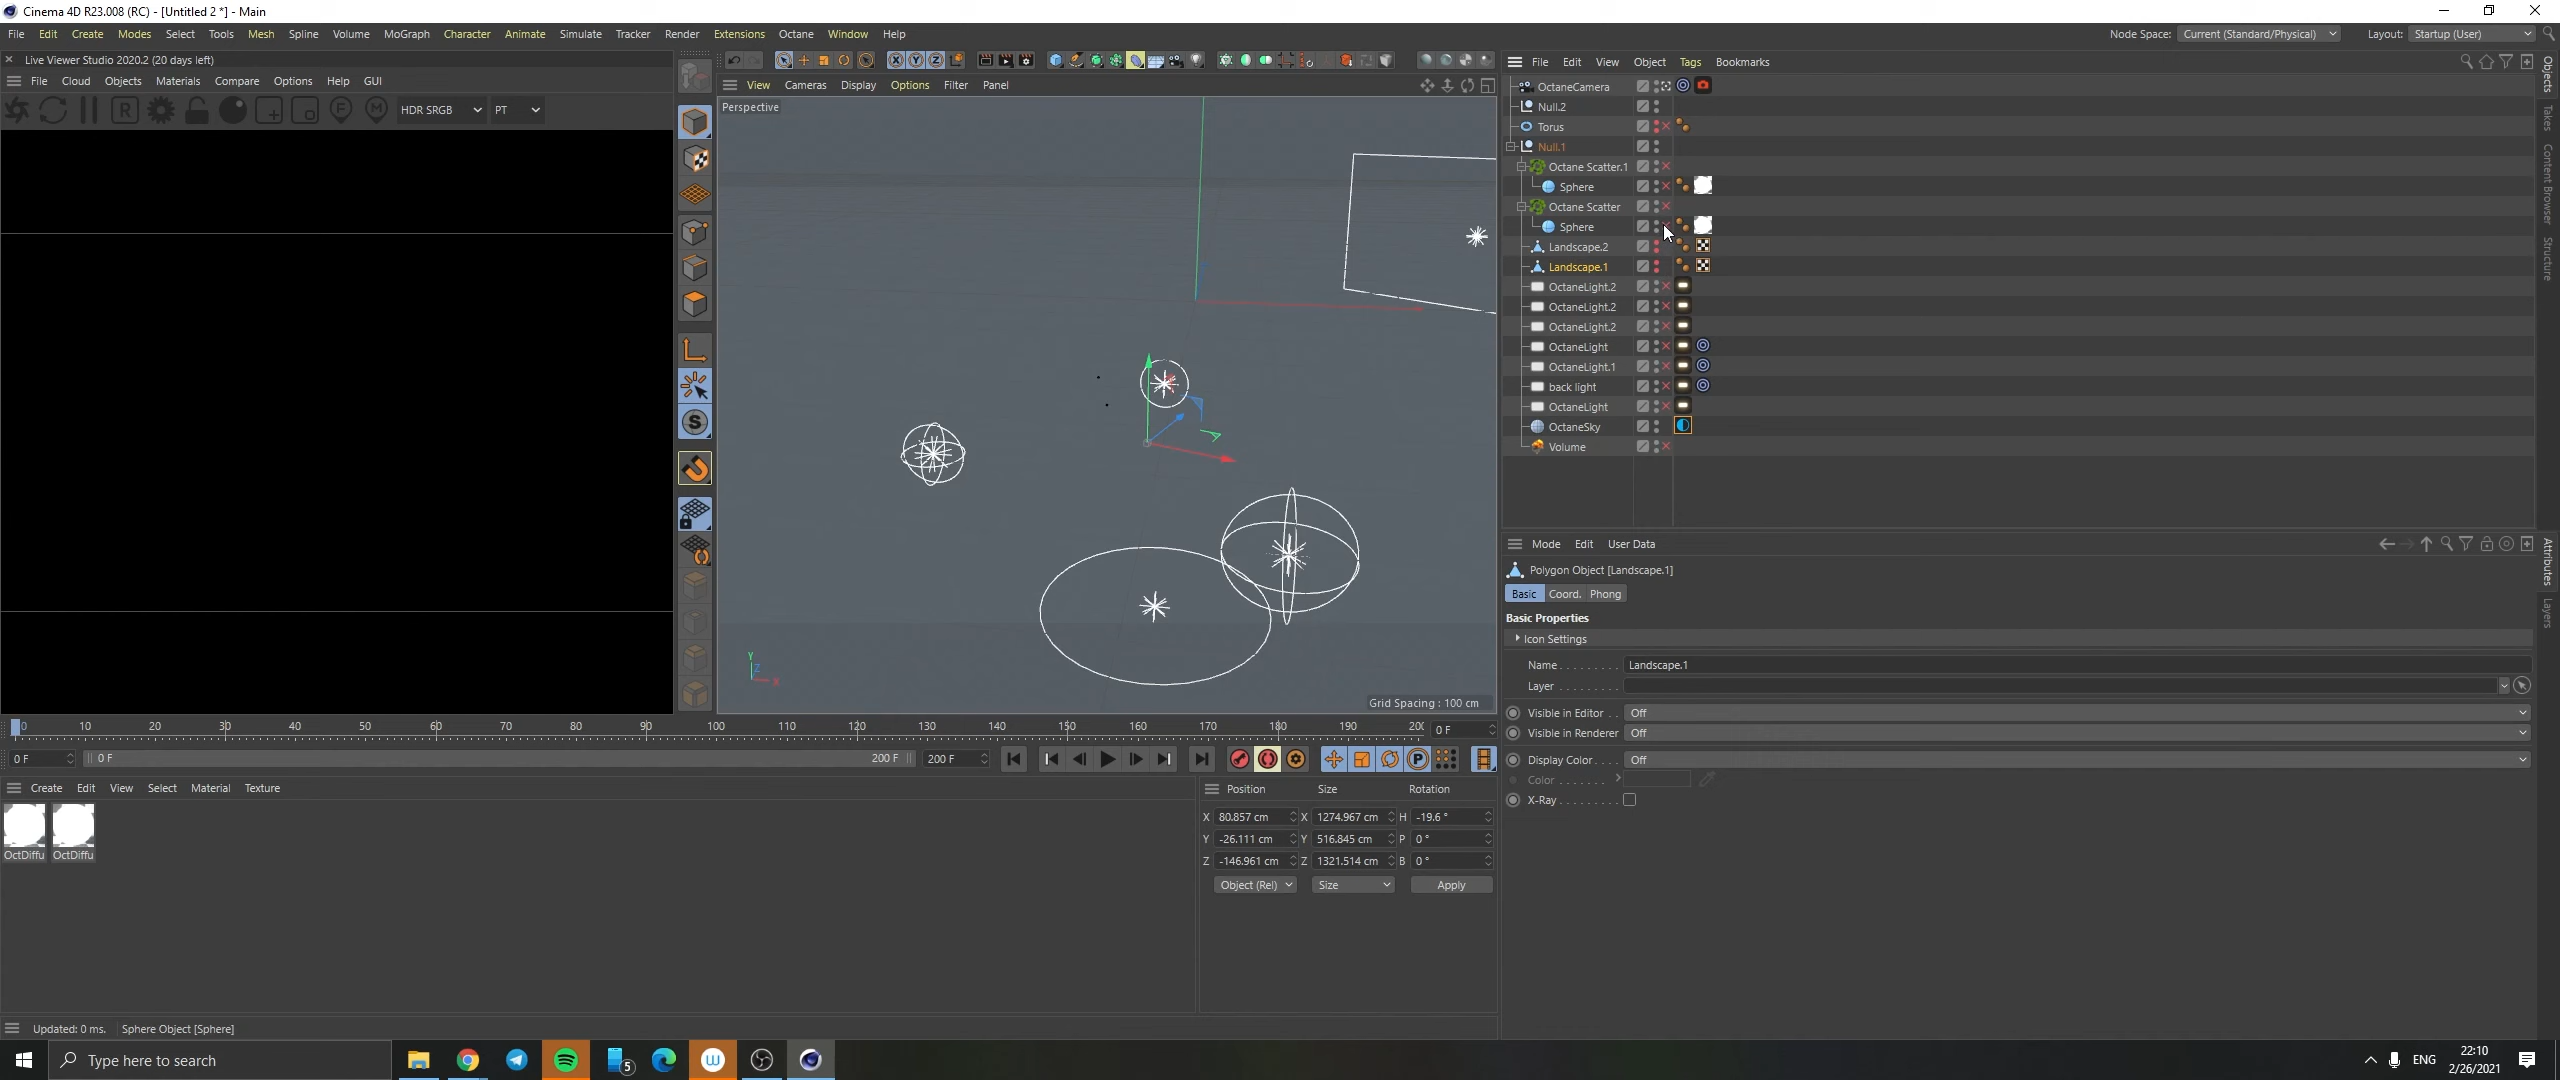 Cinema 4D R23.008 (RC) - [Untitled 2 *] - Main
File Edit Create Modes Select Tools Mesh Spline Volume MoGraph Character Animate Simulate Tracker Render Extensions Octane Window Help
Node Space: Current (Standard/Physical) Layout: Startup (User)
Live Viewer Studio 2020.2 (20 days left)
File Cloud Objects Materials Compare Options Help GUI
HDR SRGB PT
View Cameras Display Options Filter Panel
Perspective
Grid Spacing : 100 cm
Y
Z
X
File Edit View Object Tags Bookmarks
OctaneCamera
Null.2
Torus
Null.1
Octane Scatter.1
Sphere
Octane Scatter
Sphere
Landscape.2
Landscape.1
OctaneLight.2
OctaneLight.2
OctaneLight.2
OctaneLight
OctaneLight.1
back light
OctaneLight
OctaneSky
Volume
Objects
Takes
Content Browser
Structure
Mode Edit User Data
Polygon Object [Landscape.1]
Basic Coord. Phong
Basic Properties
Icon Settings
Name . . . . . . . . . Landscape.1
Layer . . . . . . . . .
Visible in Editor . . Off
Visible in Renderer Off
Display Color . . . . Off
Color . . . . . . .
X-Ray . . . . . . . . .
Attributes
Layers
0 10 20 30 40 50 60 70 80 90 100 110 120 130 140 150 160 170 180 190 200 0 F
0 F 0 F 200 F 200 F
Create Edit View Select Material Texture
OctDiffu OctDiffu
Position Size Rotation
X 80.857 cm X 1274.967 cm H -19.6 °
Y -26.111 cm Y 516.845 cm P 0 °
Z -146.961 cm Z 1321.514 cm B 0 °
Object (Rel) Size Apply
Updated: 0 ms. Sphere Object [Sphere]
Type here to search
5
ENG
22:10
2/26/2021